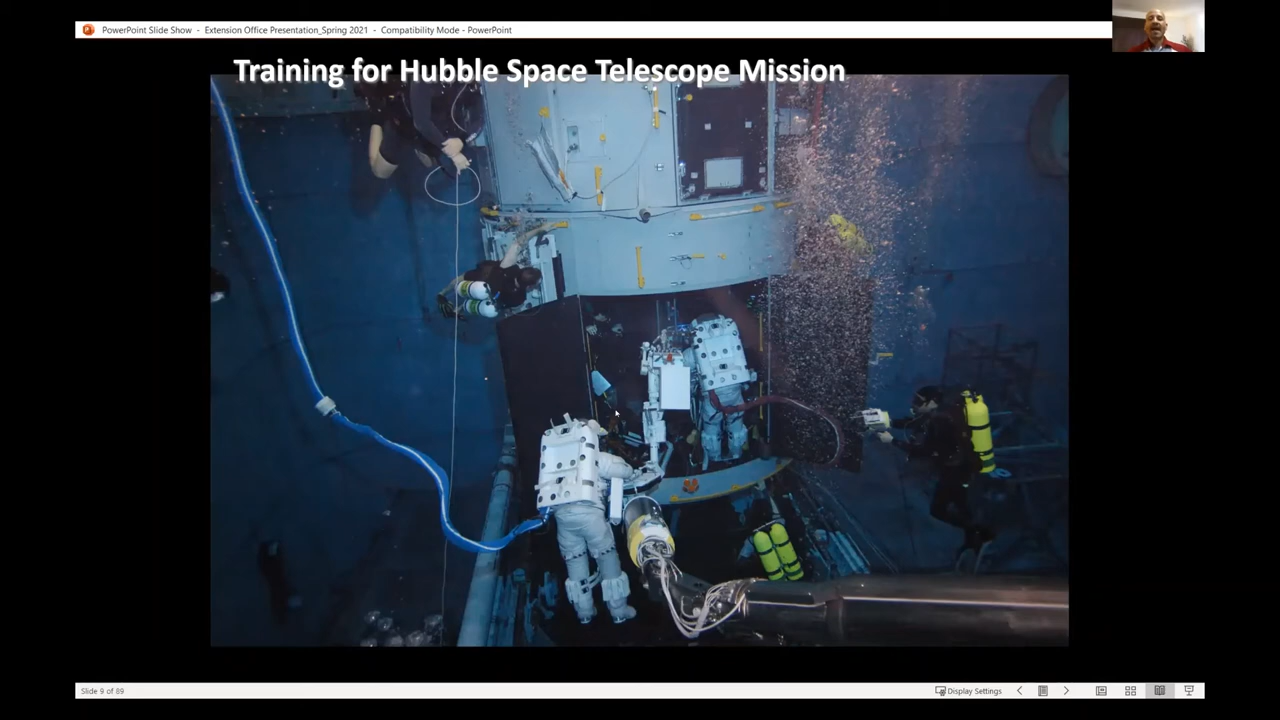 PowerPoint Slide Show - Extension Office Presentation_Spring 2021 - Compatibility Mode - PowerPoint
Training for Hubble Space Telescope Mission
Slide 9 of 89
Display Settings